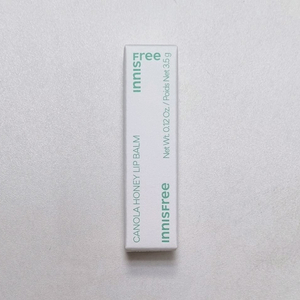 innisfree
CANOLA HONEY LIP BALM
Net Wt. 0.12 Oz. / Poids Net 3,5 g
innisfree